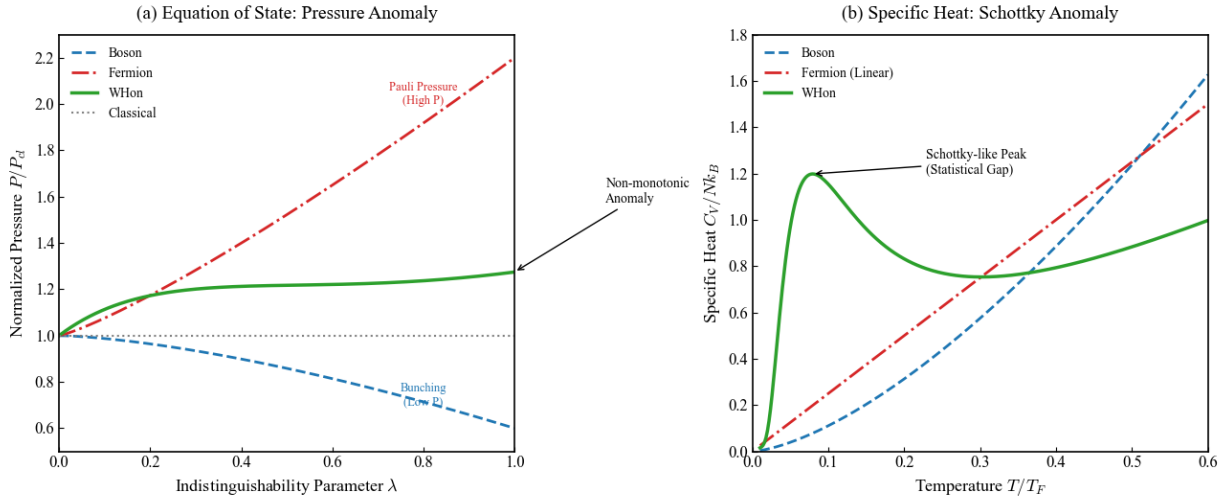 (a) Equation of State: Pressure Anomaly
Boson
Fermion
WHon
Classical
Pauli Pressure
(High P)
Bunching
(Low P)
Non-monotonic
Anomaly
2.2
2.0
1.8
1.6
1.4
1.2
1.0
0.8
0.6
Normalized Pressure P/P_cl
0.0
0.2
0.4
0.6
0.8
1.0
Indistinguishability Parameter λ
(b) Specific Heat: Schottky Anomaly
Boson
Fermion (Linear)
WHon
Schottky-like Peak
(Statistical Gap)
1.8
1.6
1.4
1.2
1.0
0.8
0.6
0.4
0.2
0.0
Specific Heat C_V/Nk_B
0.0
0.1
0.2
0.3
0.4
0.5
0.6
Temperature T/T_F